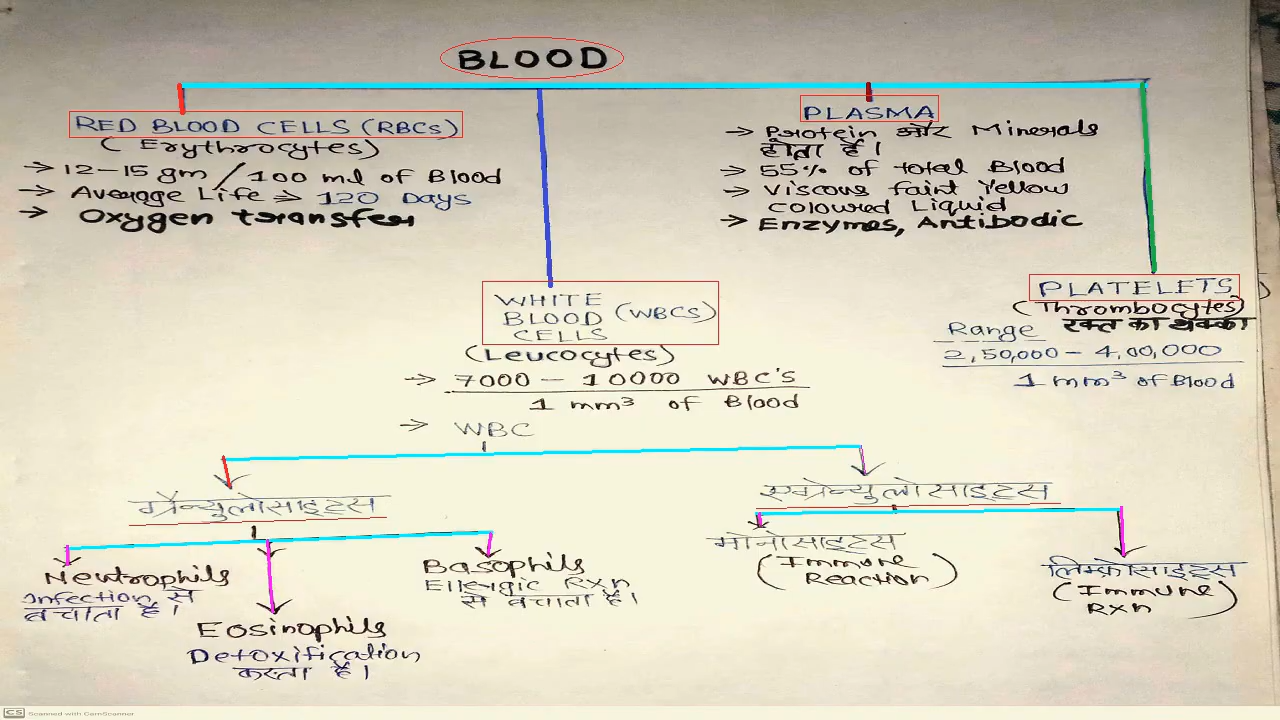 BLOOD
RED BLOOD CELLS (RBCs)
(Erythrocytes)
→ 12-15 gm / 100 ml of Blood
→ Average Life ⇒ 120 Days
→ Oxygen transfer
PLASMA
→ Protein और Minerals
होता है।
→ 55% of total Blood
→ Viscous faint Yellow
Coloured Liquid
→ Enzymes, Antibodic
WHITE
BLOOD (WBCS)
CELLS
(Leucocytes)
→ 7000 - 10000 WBC'S
1 mm³ of Blood
PLATELETS
(Thrombocytes)
रक्त का थक्का
Range
2,50,000 - 4,00,000
1 mm³ of Blood
→ WBC
ग्रैन्युलोसाइट्स
एग्रेन्युलोसाइट्स
Neutrophils
Infection से
बचाता है।
Eosinophils
Detoxification
करता है।
Basophils
Ellergic Rxn
से बचाता है।
मोनोसाइट्स
(Immune
Reaction)
लिम्फोसाइट्स
(Immune
Rxn)
CS Scanned with CamScanner